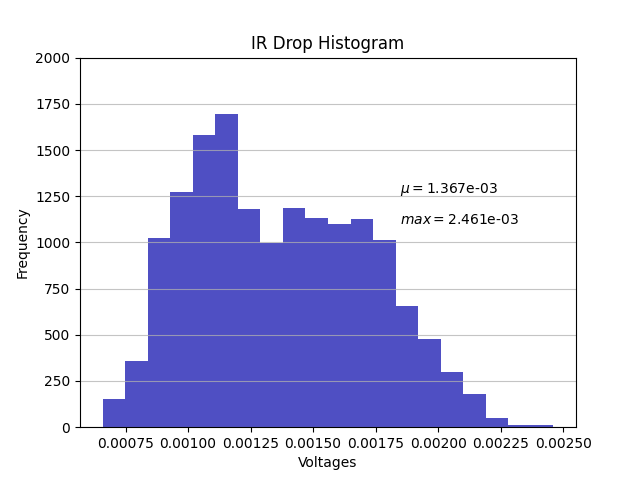 IR Drop Histogram
2000
1750
1500
1250
1000
750
500
250
0
Frequency
μ = 1.367e-03
max = 2.461e-03
0.00075 0.00100 0.00125 0.00150 0.00175 0.00200 0.00225 0.00250
Voltages